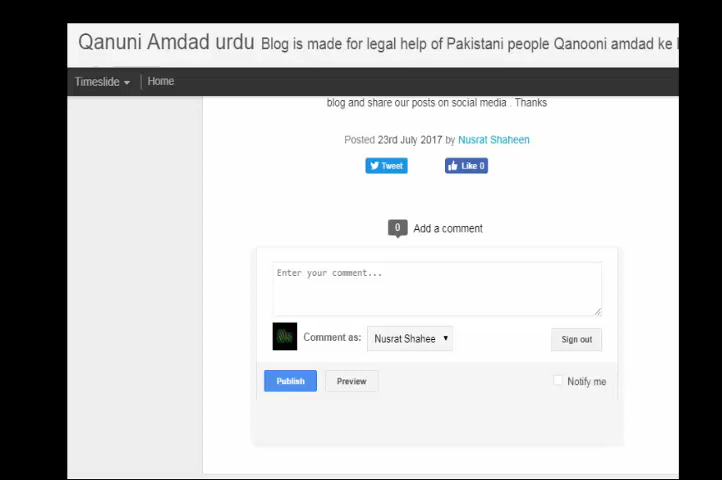 Qanuni Amdad urdu Blog is made for legal help of Pakistani people Qanooni amdad ke
Timeslide Home
blog and share our posts on social media . Thanks
Posted 23rd July 2017 by Nusrat Shaheen
Tweet Like 0
0 Add a comment
Enter your comment...
Comment as: Nusrat Shahee Sign out
Publish Preview Notify me